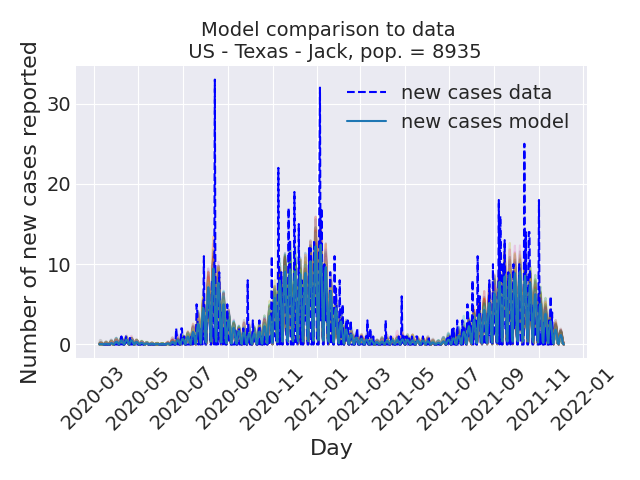 Model comparison to data
US - Texas - Jack, pop. = 8935
Number of new cases reported
30
20
10
0
new cases data
new cases model
2020-03
2020-05
2020-07
2020-09
2020-11
2021-01
2021-03
2021-05
2021-07
2021-09
2021-11
2022-01
Day